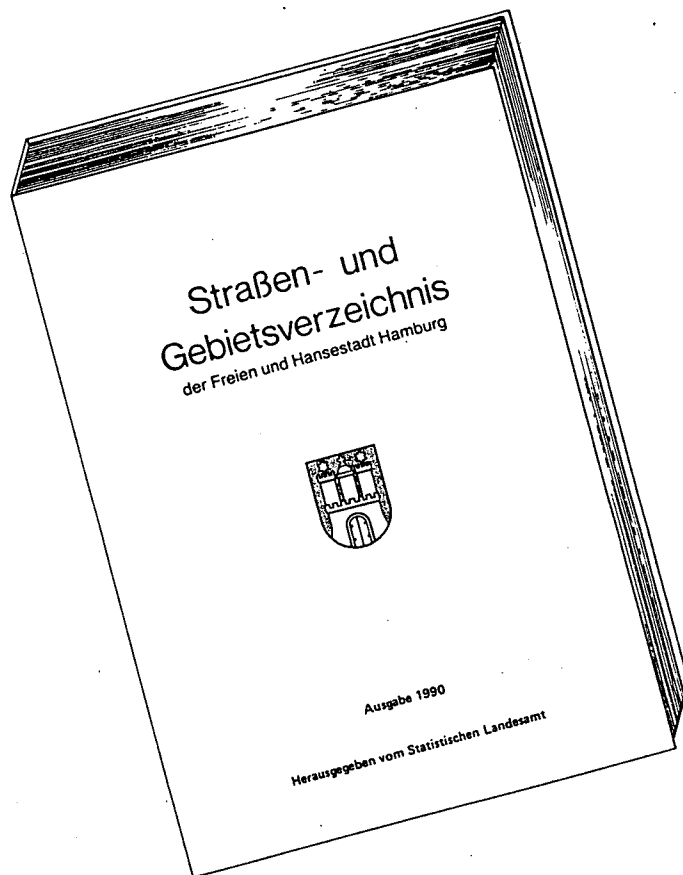 Straßen- und
Gebietsverzeichnis
der Freien und Hansestadt Hamburg
Ausgabe 1990
Herausgegeben vom Statistischen Landesamt